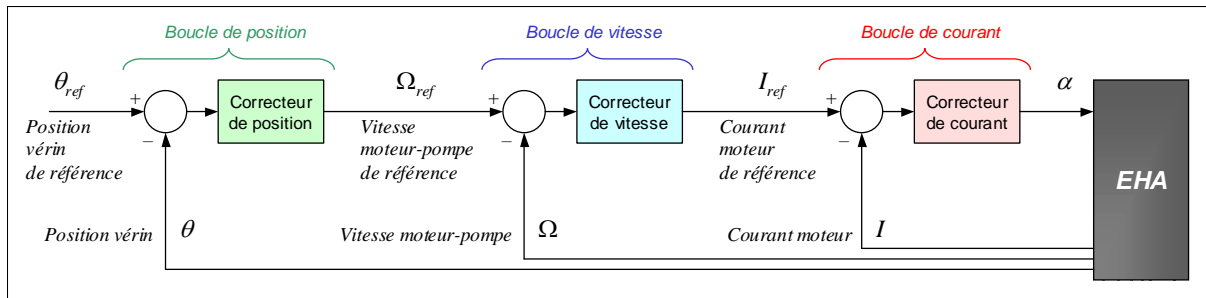 Boucle de position
Boucle de vitesse
Boucle de courant
θref
+
−
Position
vérin
de référence
Correcteur
de position
Ωref
+
−
Vitesse
moteur-pompe
de référence
Correcteur
de vitesse
Iref
+
−
Courant
moteur
de référence
Correcteur
de courant
α
EHA
Position vérin θ
Vitesse moteur-pompe Ω
Courant moteur I